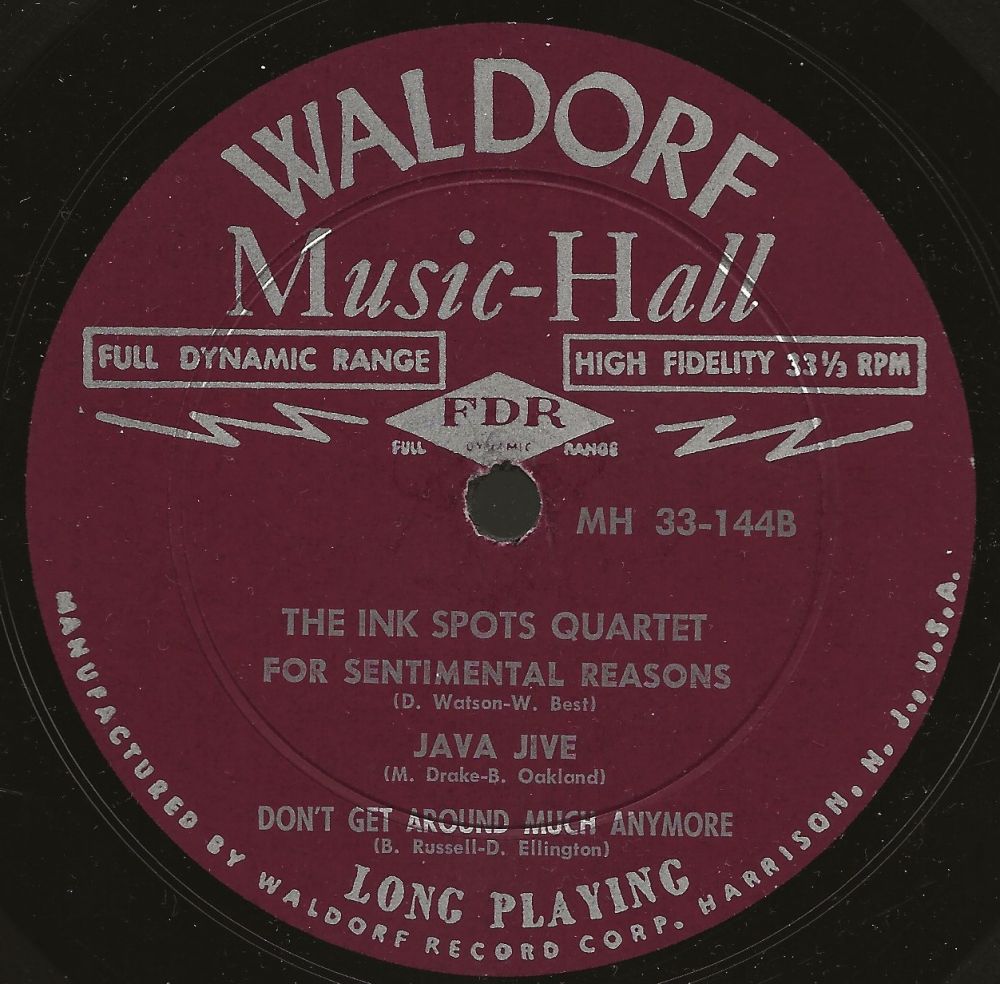 WALDORF
Music-Hall
FULL DYNAMIC RANGE
HIGH FIDELITY 33⅓ RPM
FDR
FULL DYNAMIC RANGE
MH 33-144B
THE INK SPOTS QUARTET
FOR SENTIMENTAL REASONS
(D. Watson-W. Best)
JAVA JIVE
(M. Drake-B. Oakland)
DON'T GET AROUND MUCH ANYMORE
(B. Russell-D. Ellington)
LONG PLAYING
MANUFACTURED BY WALDORF RECORD CORP. HARRISON, N. J., U.S.A.